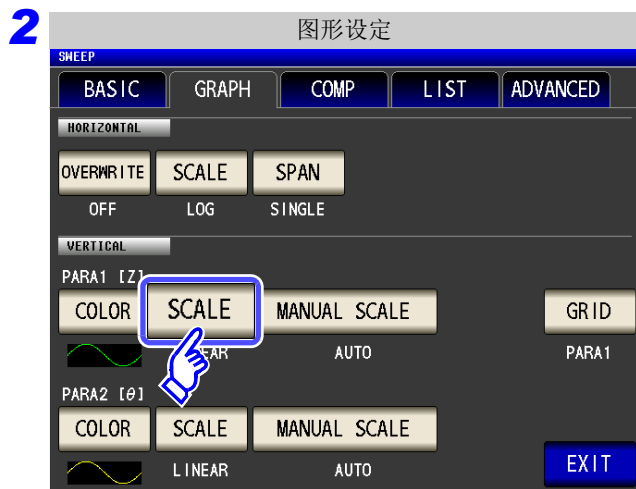 2
图形设定
SWEEP
BASIC GRAPH COMP LIST ADVANCED
HORIZONTAL
OVERWRITE SCALE SPAN
OFF LOG SINGLE
VERTICAL
PARA1 [Z]
COLOR SCALE MANUAL SCALE GRID
AUTO PARA1
PARA2 [θ]
COLOR SCALE MANUAL SCALE
LINEAR AUTO
EXIT